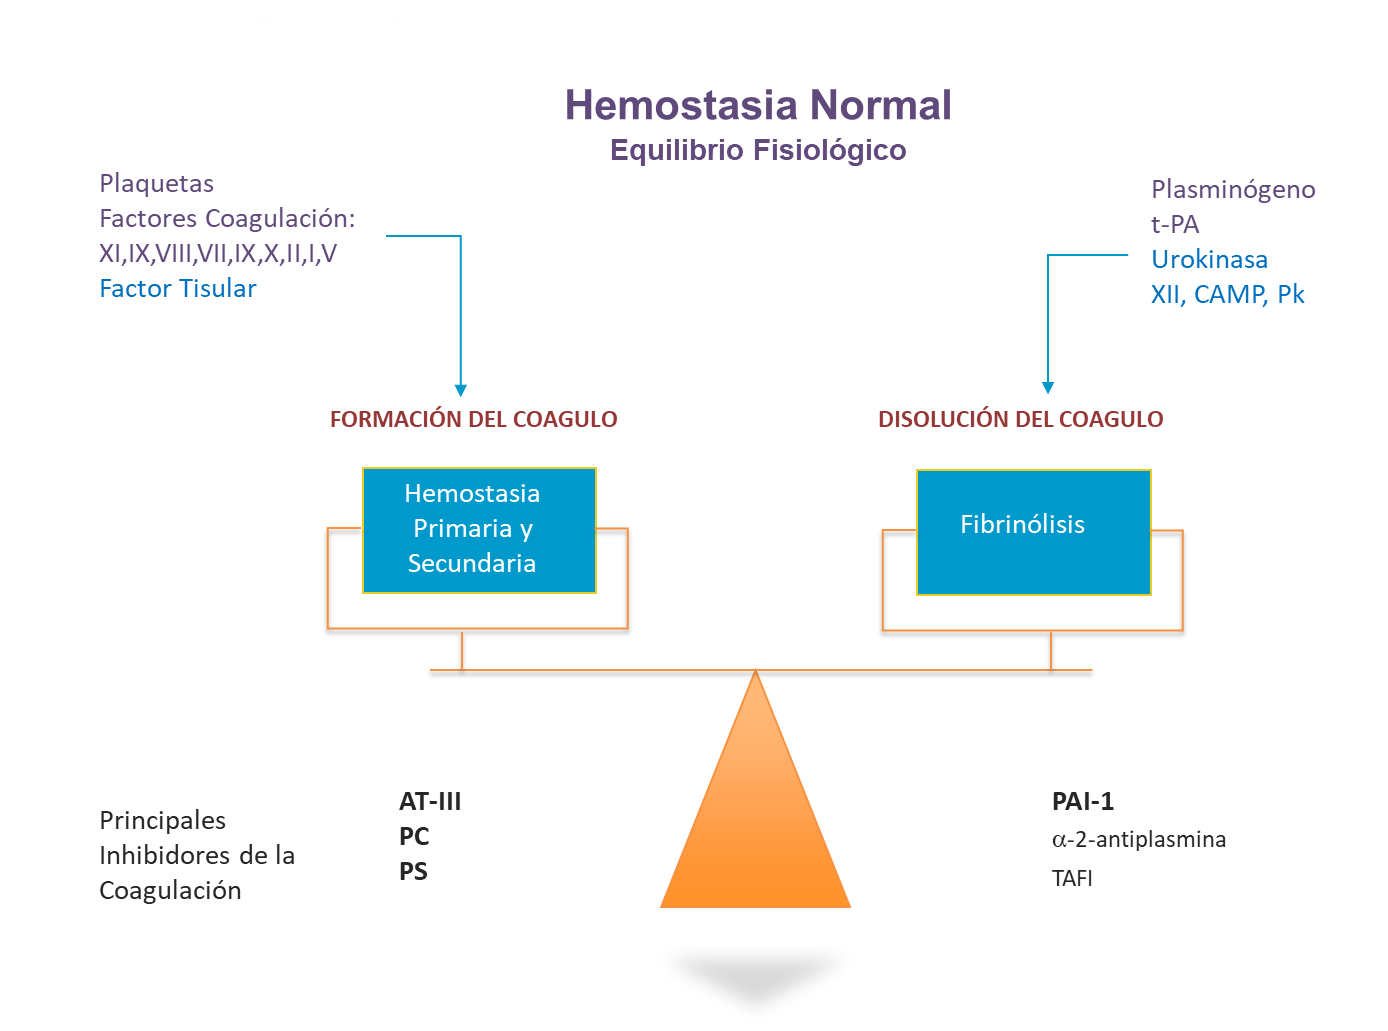 Hemostasia Normal
Equilibrio Fisiológico
Plaquetas
Factores Coagulación:
XI,IX,VIII,VII,IX,X,II,I,V
Factor Tisular
Plasminógeno
t-PA
Urokinasa
XII, CAMP, Pk
FORMACIÓN DEL COAGULO
DISOLUCIÓN DEL COAGULO
Hemostasia
Primaria y
Secundaria
Fibrinólisis
Principales
Inhibidores de la
Coagulación
AT-III
PC
PS
PAI-1
α-2-antiplasmina
TAFI